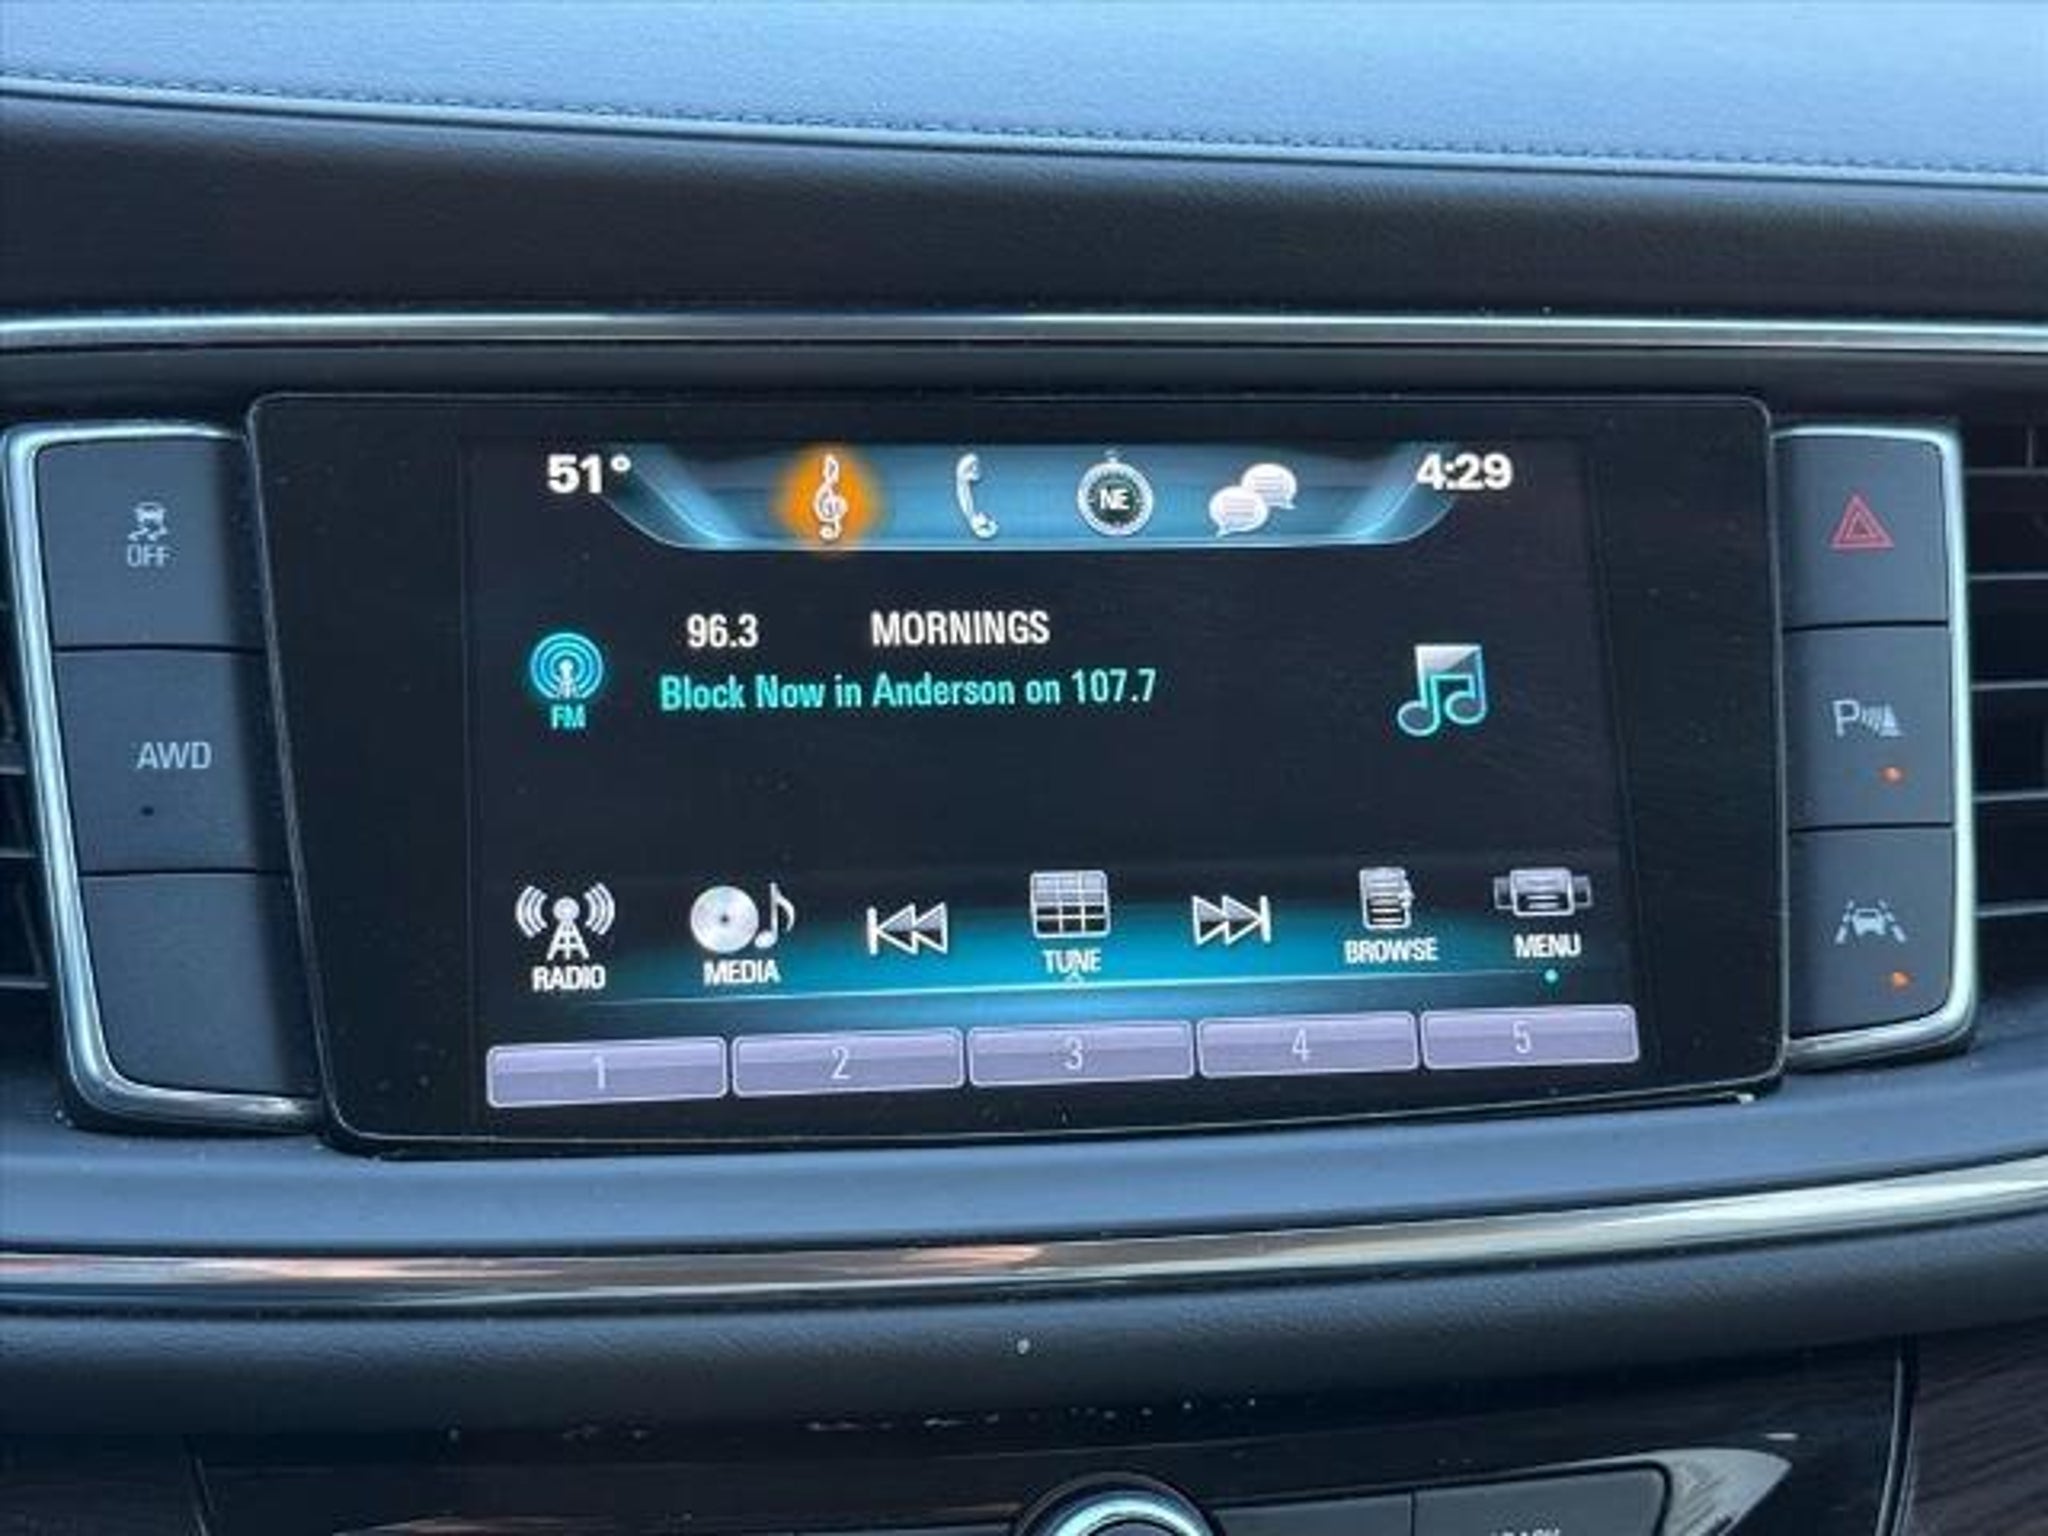 51° 4:29
NE
OFF
96.3 MORNINGS
Block Now in Anderson on 107.7
FM
AWD
P
RADIO MEDIA TUNE BROWSE MENU
1 2 3 4 5